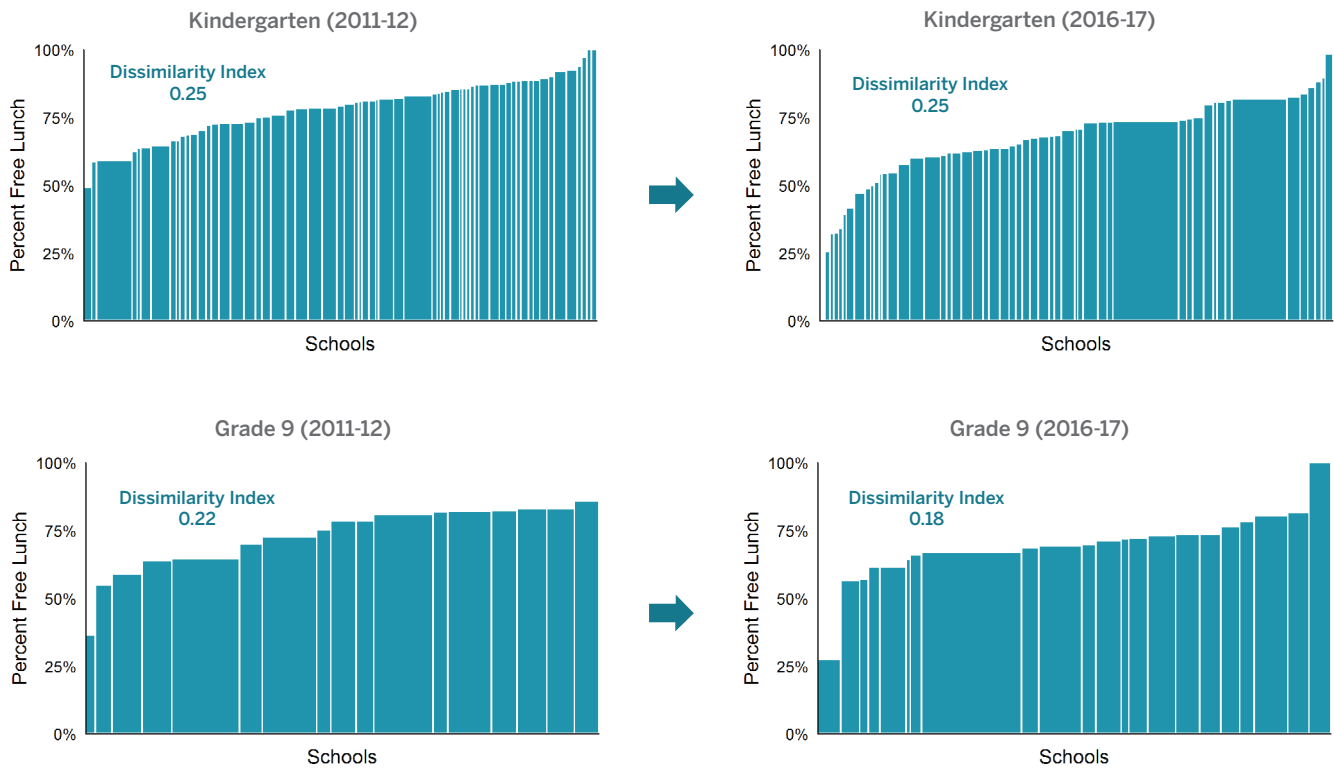 Kindergarten (2011-12)
Dissimilarity Index
0.25
100%
75%
50%
25%
0%
Percent Free Lunch
Schools
Kindergarten (2016-17)
Dissimilarity Index
0.25
100%
75%
50%
25%
0%
Percent Free Lunch
Schools
Grade 9 (2011-12)
Dissimilarity Index
0.22
100%
75%
50%
25%
0%
Percent Free Lunch
Schools
Grade 9 (2016-17)
Dissimilarity Index
0.18
100%
75%
50%
25%
0%
Percent Free Lunch
Schools